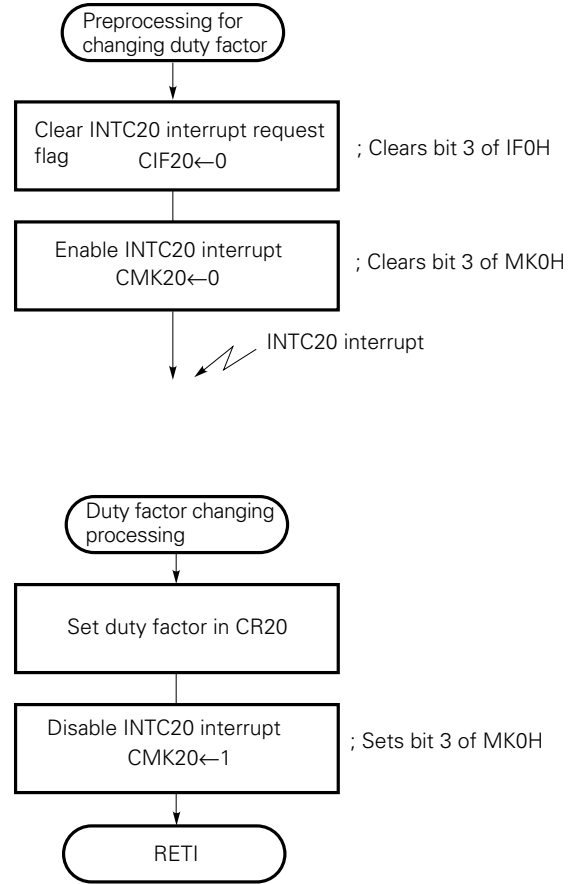 Preprocessing for
changing duty factor
Clear INTC20 interrupt request
flag CIF20←0
; Clears bit 3 of IF0H
Enable INTC20 interrupt
CMK20←0
; Clears bit 3 of MK0H
INTC20 interrupt
Duty factor changing
processing
Set duty factor in CR20
Disable INTC20 interrupt
CMK20←1
; Sets bit 3 of MK0H
RETI